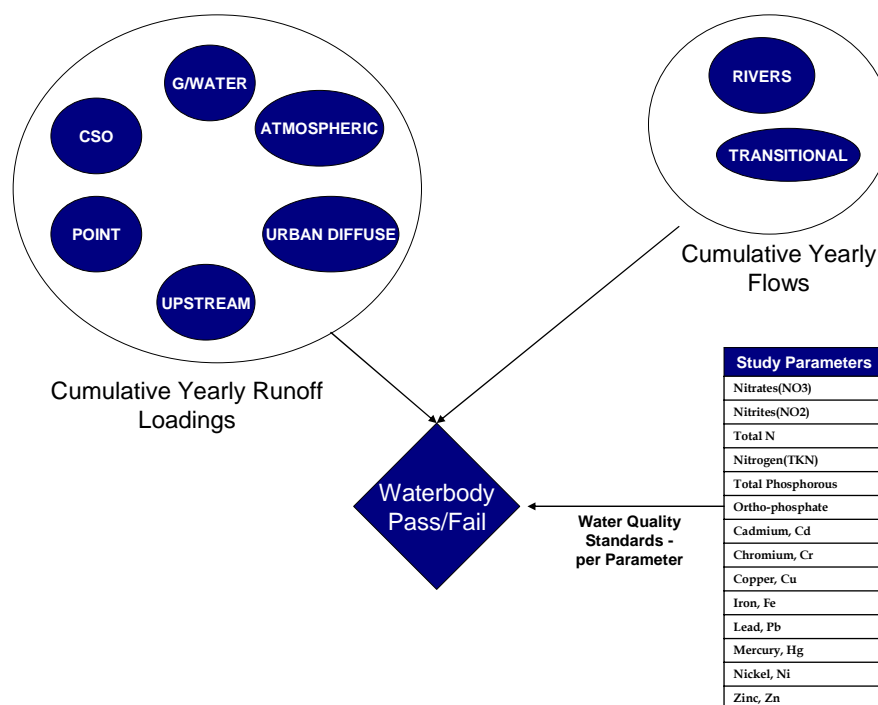 G/WATER
CSO
ATMOSPHERIC
POINT
URBAN DIFFUSE
UPSTREAM
Cumulative Yearly Runoff
Loadings
RIVERS
TRANSITIONAL
Cumulative Yearly
Flows
Waterbody
Pass/Fail
Water Quality
Standards -
per Parameter
Study Parameters
Nitrates(NO3)
Nitrites(NO2)
Total N
Nitrogen(TKN)
Total Phosphorous
Ortho-phosphate
Cadmium, Cd
Chromium, Cr
Copper, Cu
Iron, Fe
Lead, Pb
Mercury, Hg
Nickel, Ni
Zinc, Zn